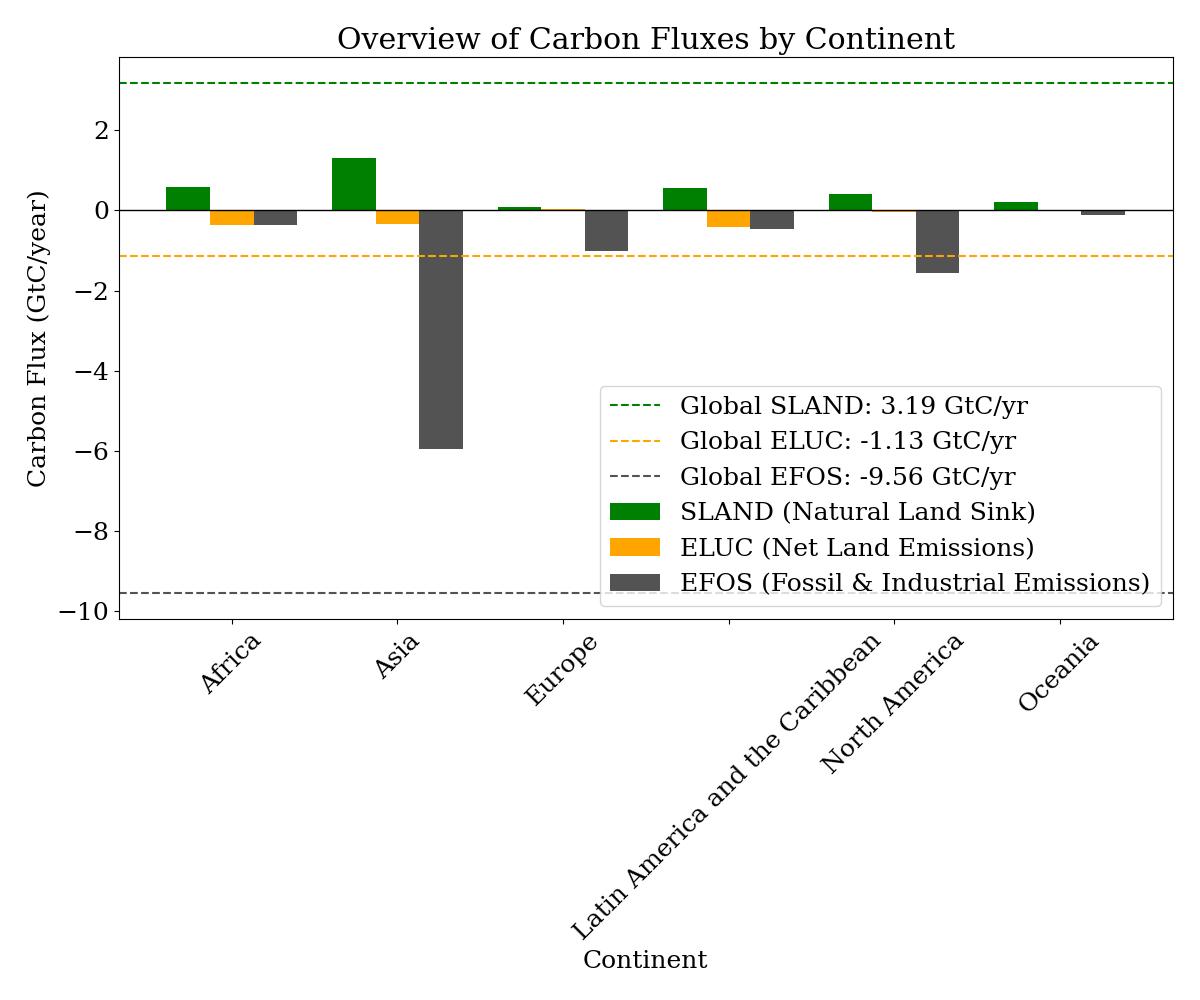 Overview of Carbon Fluxes by Continent
Carbon Flux (GtC/year)
2
0
−2
−4
−6
−8
−10
Global SLAND: 3.19 GtC/yr
Global ELUC: -1.13 GtC/yr
Global EFOS: -9.56 GtC/yr
SLAND (Natural Land Sink)
ELUC (Net Land Emissions)
EFOS (Fossil & Industrial Emissions)
Africa
Asia
Europe
Latin America and the Caribbean
North America
Oceania
Continent